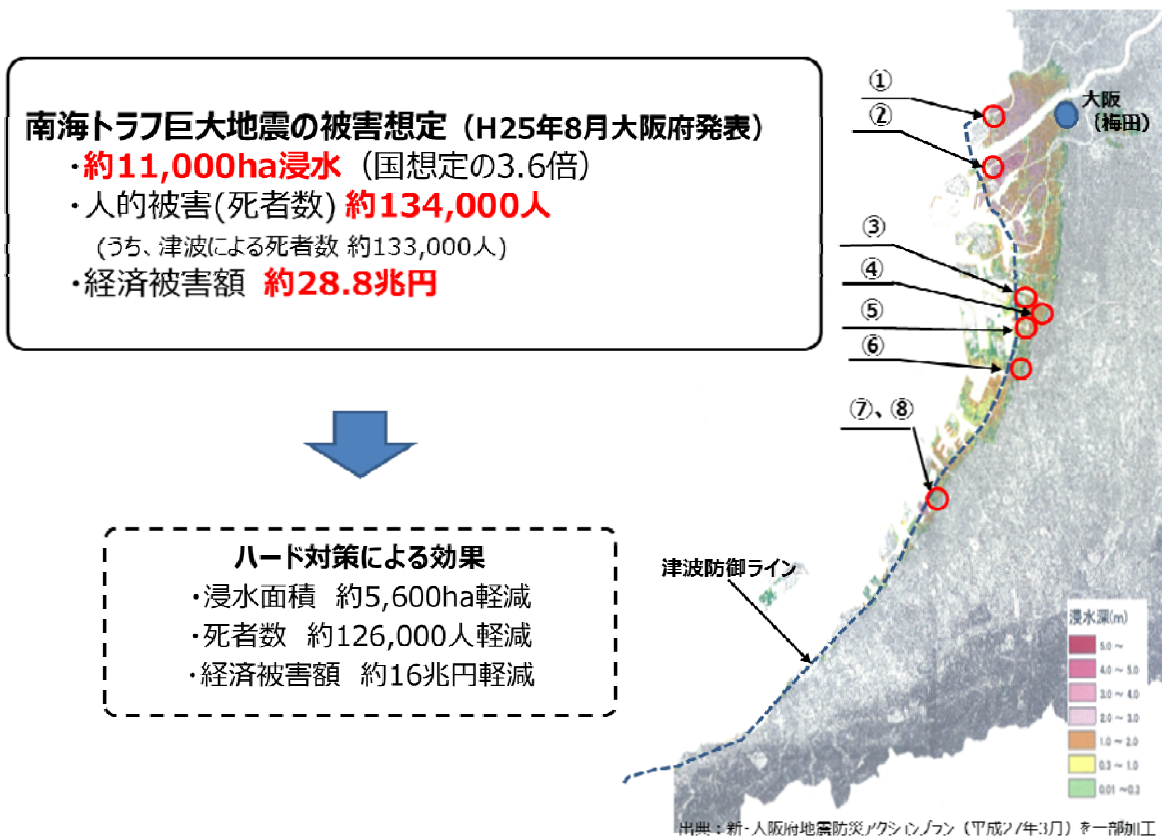 南海トラフ巨大地震の被害想定（H25年8月大阪府発表）
・約11,000ha浸水（国想定の3.6倍）
・人的被害(死者数) 約134,000人
(うち、津波による死者数 約133,000人)
・経済被害額 約28.8兆円
ハード対策による効果
・浸水面積 約5,600ha軽減
・死者数 約126,000人軽減
・経済被害額 約16兆円軽減
①
②
大阪
（梅田）
③
④
⑤
⑥
⑦、⑧
津波防御ライン
浸水深(m)
5.0～
4.0～5.0
3.0～4.0
2.0～3.0
1.0～2.0
0.3～1.0
0.01～0.3
出典：新・大阪府地震防災アクションプラン（平成27年3月）を一部加工